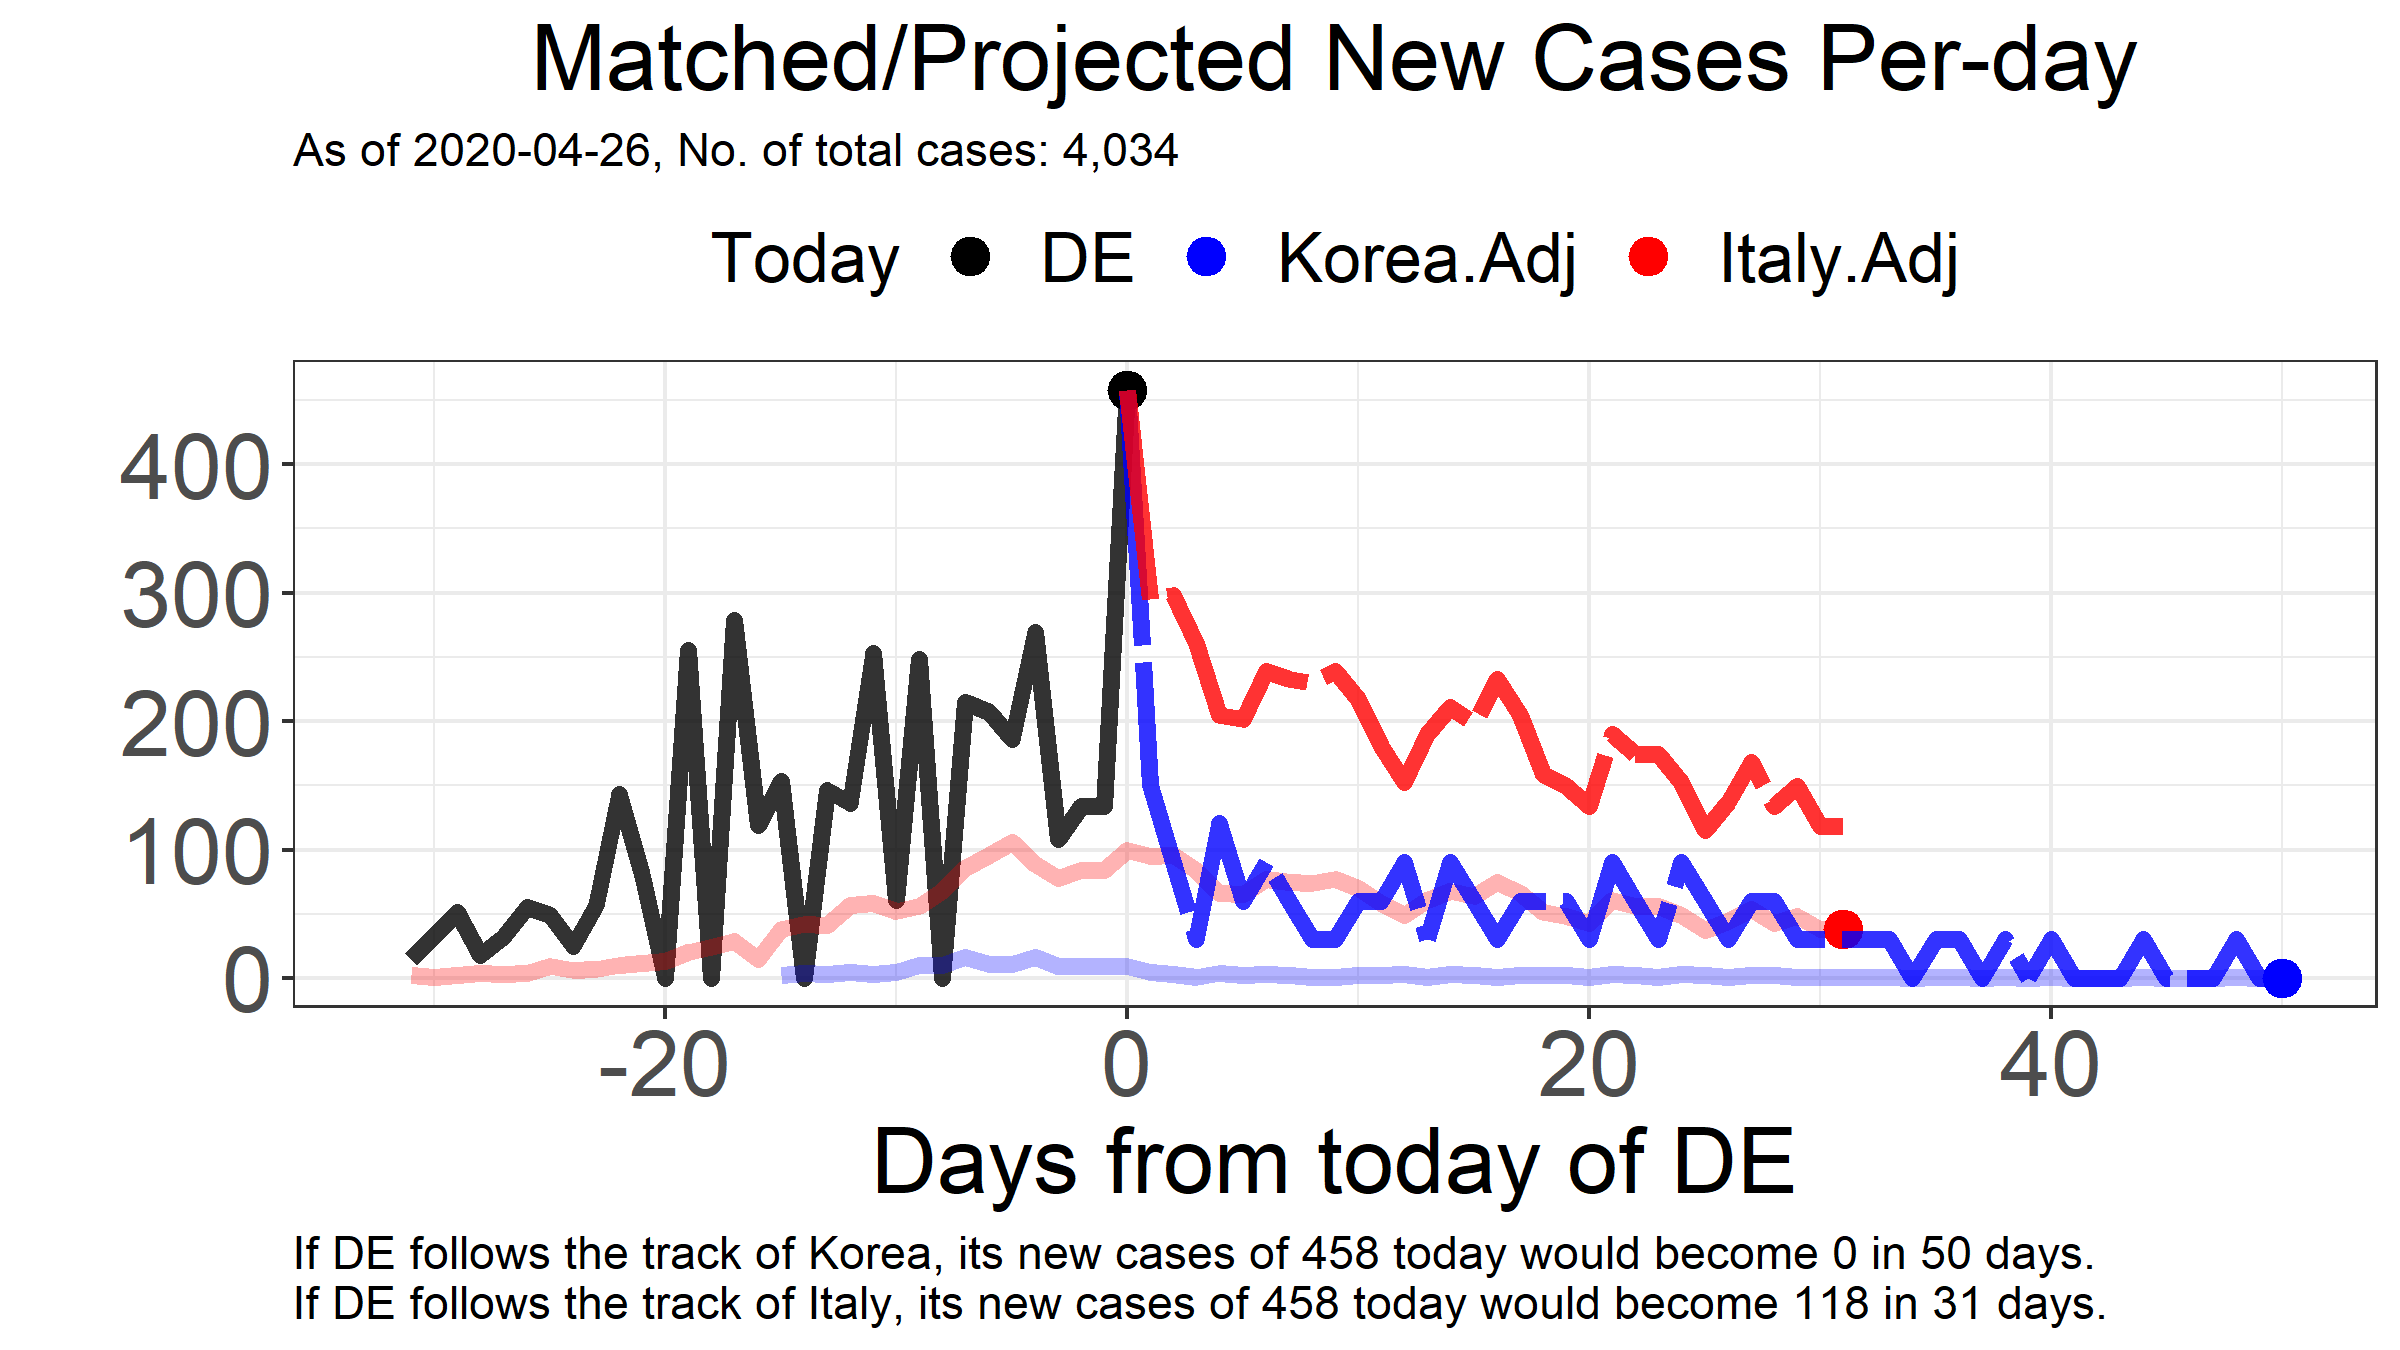 Matched/Projected New Cases Per-day
As of 2020-04-26, No. of total cases: 4,034
Today DE Korea.Adj Italy.Adj
400
300
200
100
0
-20 0 20 40
Days from today of DE
If DE follows the track of Korea, its new cases of 458 today would become 0 in 50 days.
If DE follows the track of Italy, its new cases of 458 today would become 118 in 31 days.